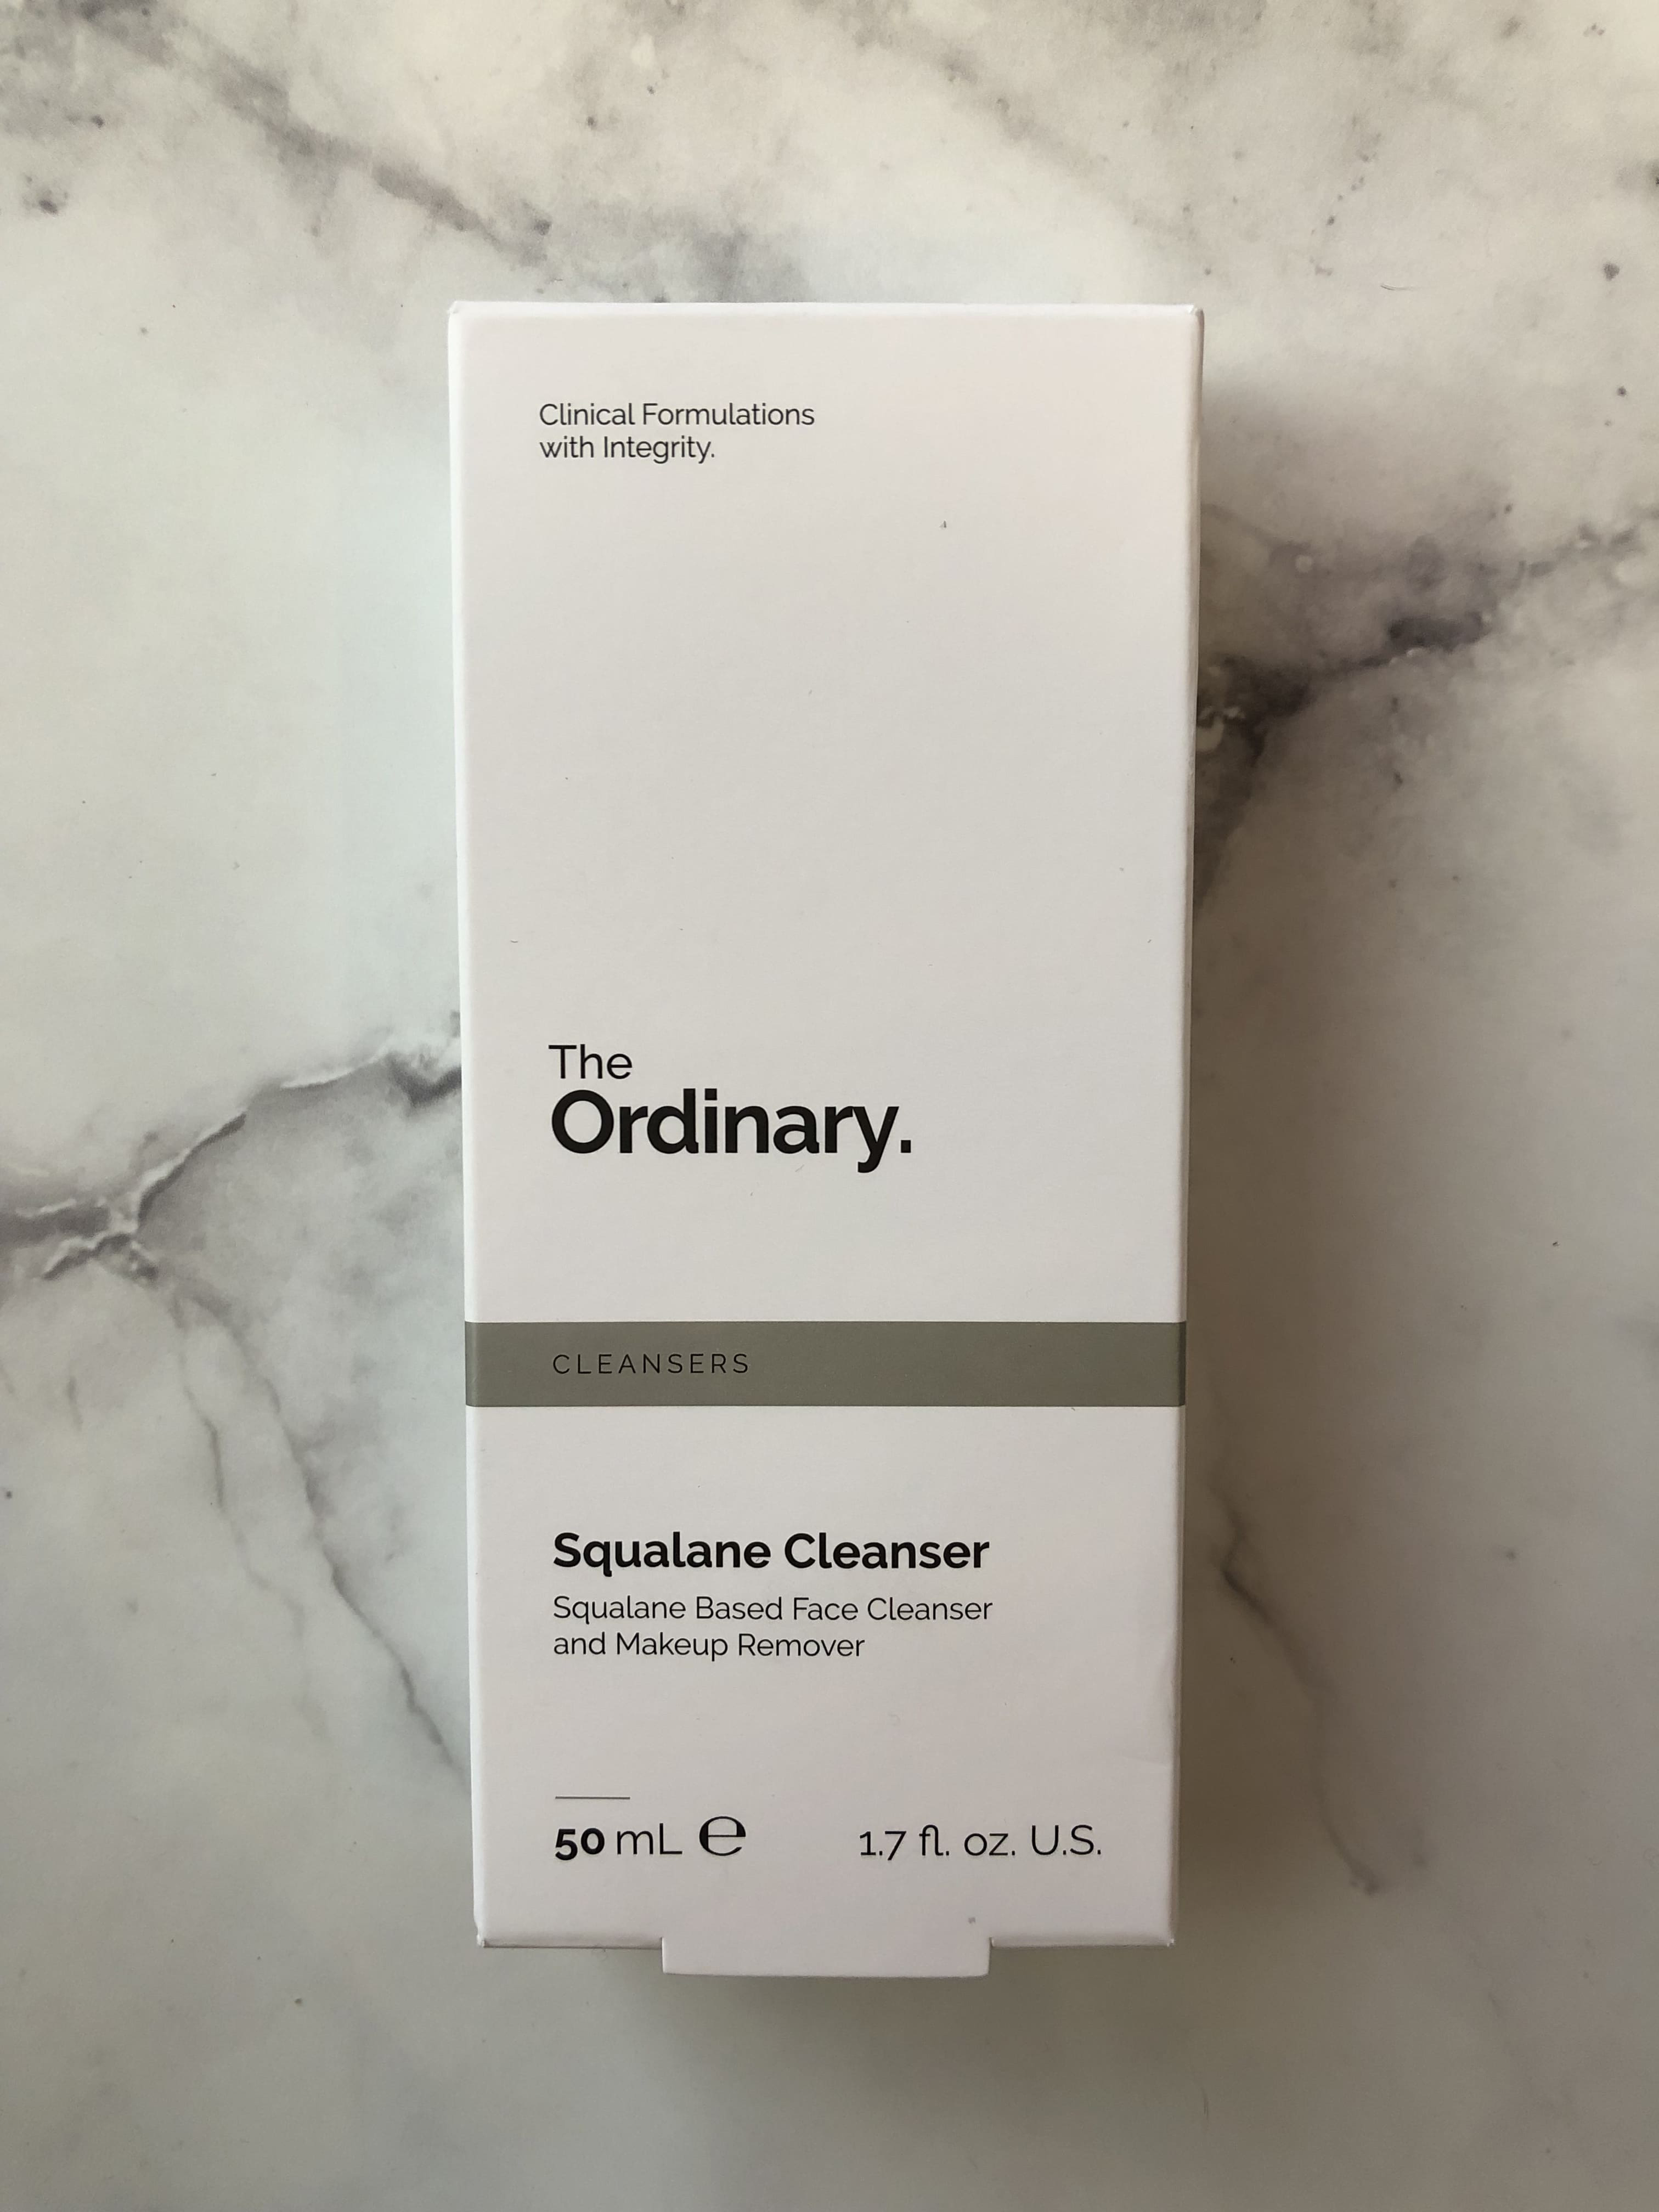 Clinical Formulations
with Integrity.
The
Ordinary.
CLEANSERS
Squalane Cleanser
Squalane Based Face Cleanser
and Makeup Remover
50 mL ℮ 1.7 fl. oz. U.S.